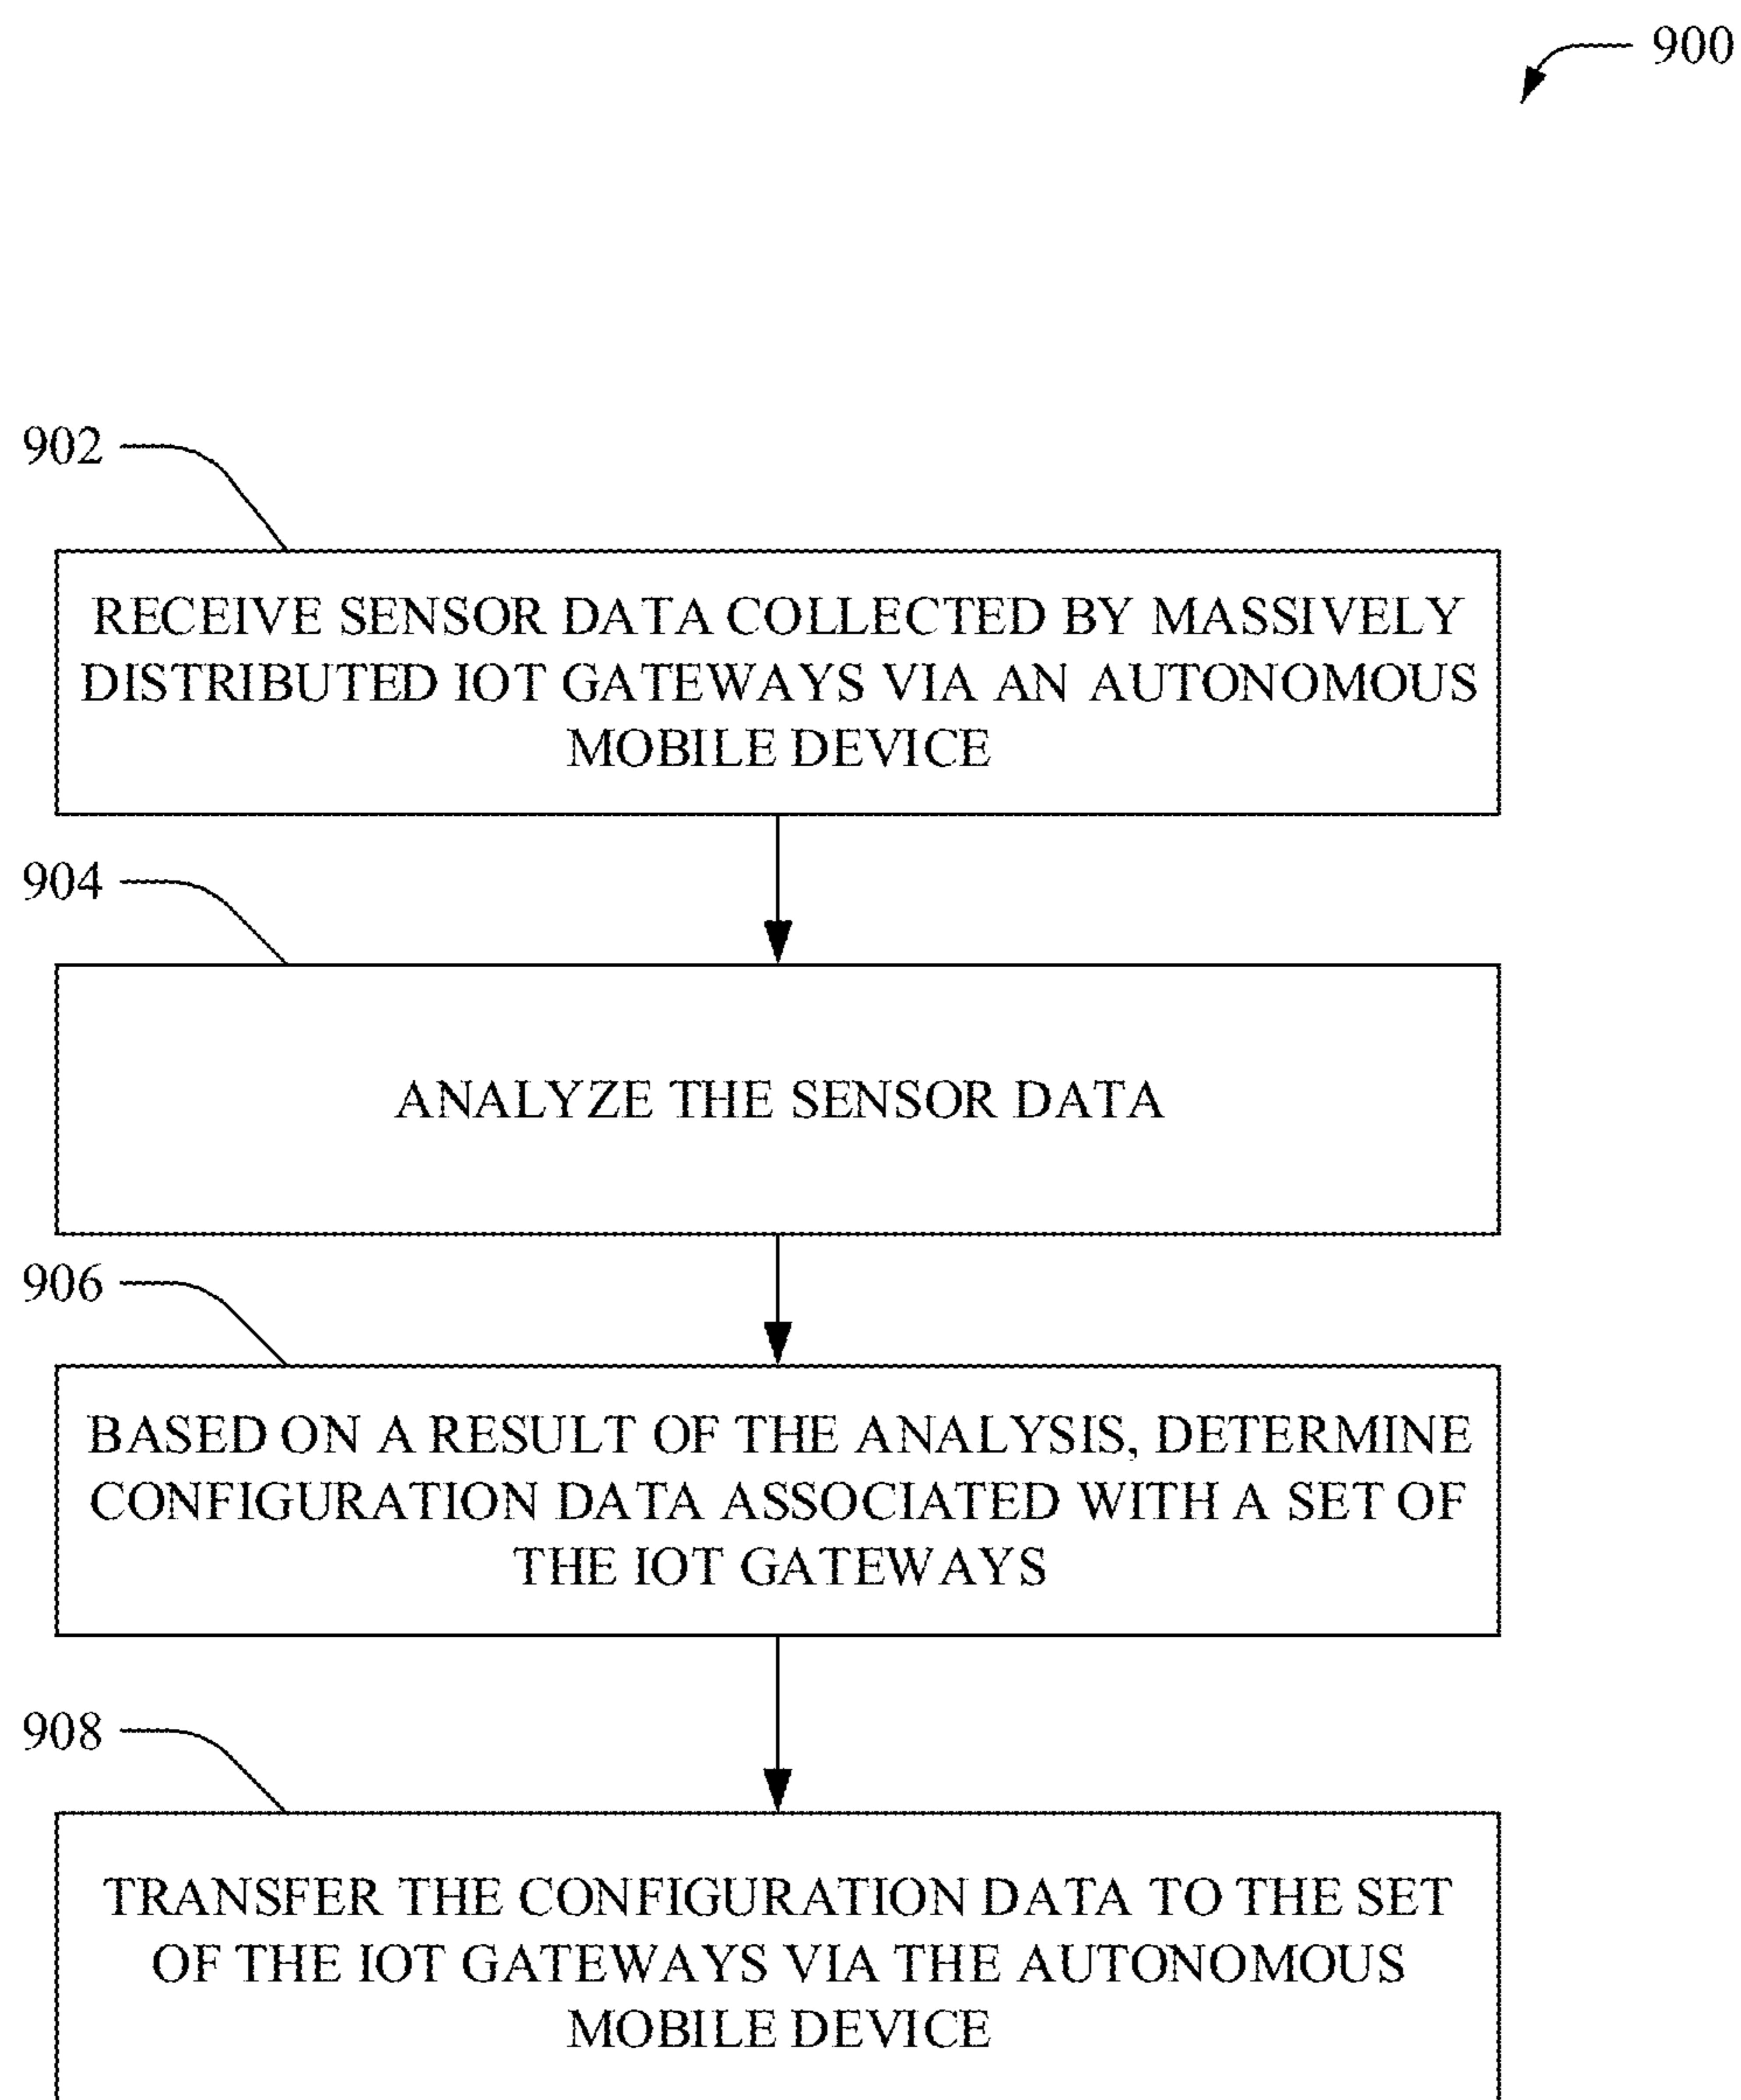 900
902
RECEIVE SENSOR DATA COLLECTED BY MASSIVELY
DISTRIBUTED IOT GATEWAYS VIA AN AUTONOMOUS
MOBILE DEVICE
904
ANALYZE THE SENSOR DATA
906
BASED ON A RESULT OF THE ANALYSIS, DETERMINE
CONFIGURATION DATA ASSOCIATED WITH A SET OF
THE IOT GATEWAYS
908
TRANSFER THE CONFIGURATION DATA TO THE SET
OF THE IOT GATEWAYS VIA THE AUTONOMOUS
MOBILE DEVICE